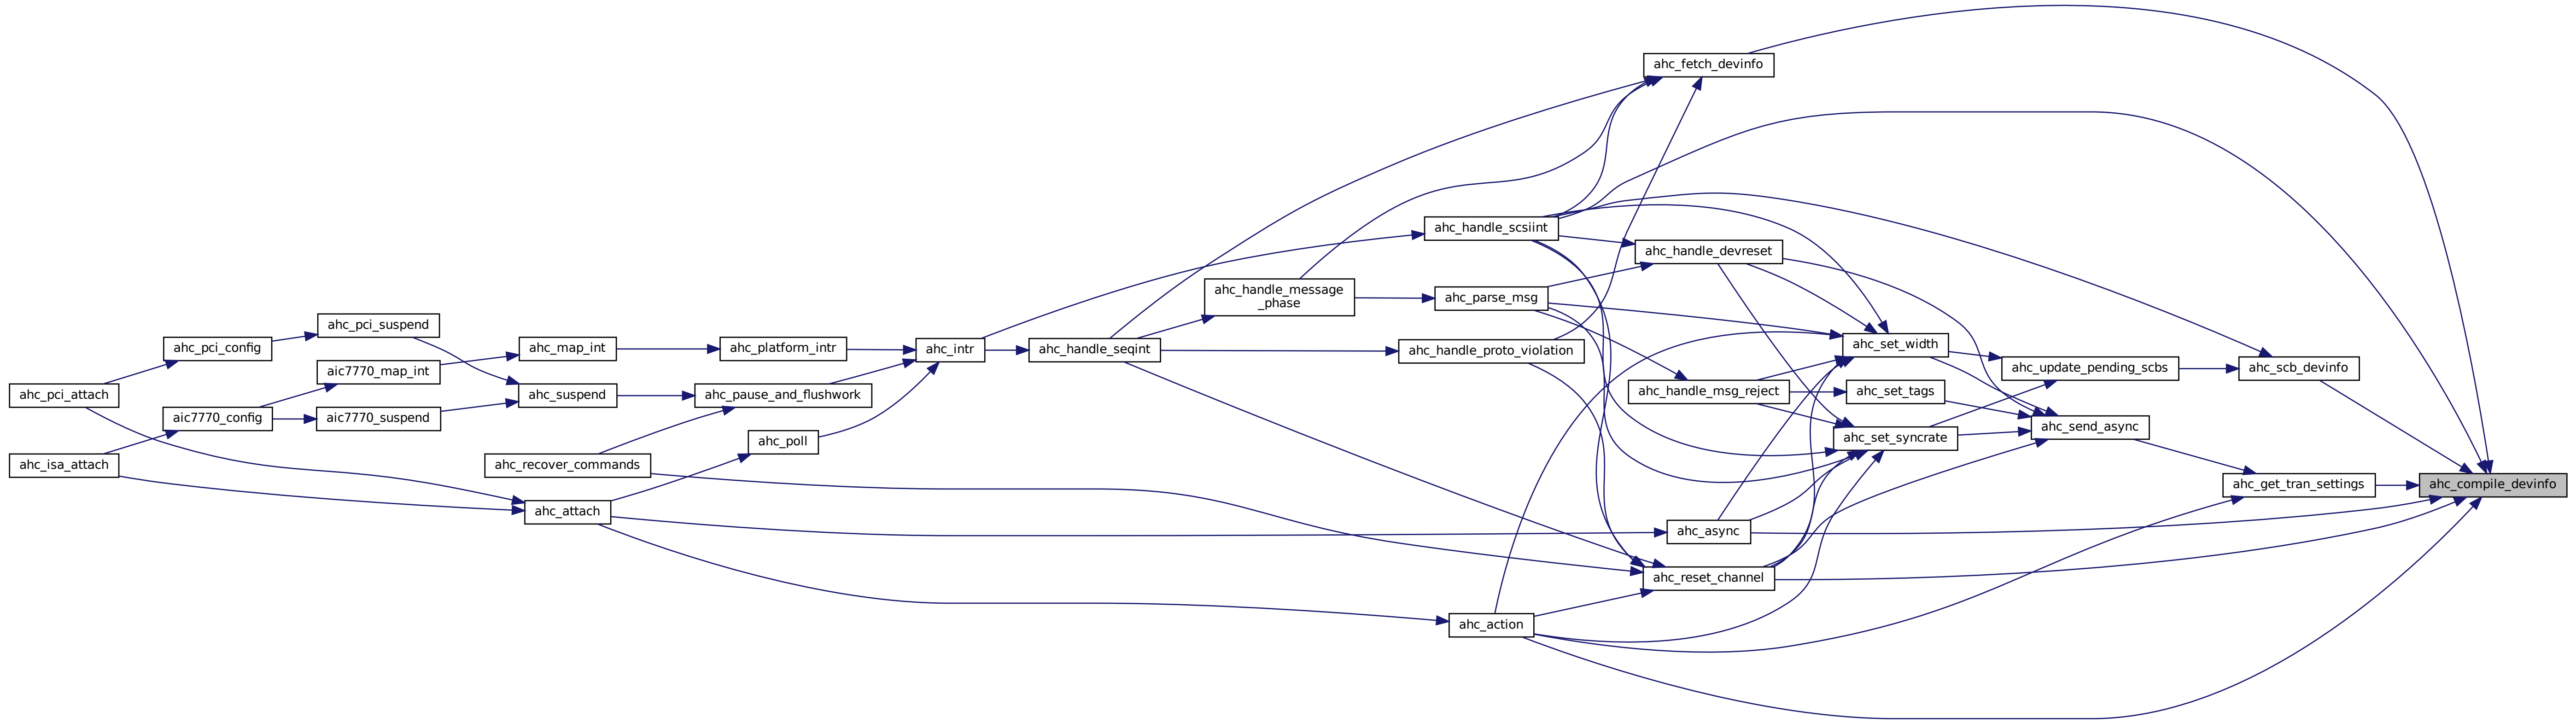 ahc_fetch_devinfo
ahc_handle_scsiint
ahc_handle_devreset
ahc_handle_message
_phase
ahc_parse_msg
ahc_pci_suspend
ahc_pci_config
ahc_map_int
ahc_platform_intr
ahc_intr
ahc_handle_seqint
ahc_handle_proto_violation
ahc_set_width
aic7770_map_int
ahc_update_pending_scbs
ahc_scb_devinfo
ahc_pci_attach
ahc_suspend
ahc_pause_and_flushwork
ahc_handle_msg_reject
ahc_set_tags
aic7770_config
aic7770_suspend
ahc_send_async
ahc_poll
ahc_set_syncrate
ahc_isa_attach
ahc_recover_commands
ahc_get_tran_settings
ahc_compile_devinfo
ahc_attach
ahc_async
ahc_reset_channel
ahc_action